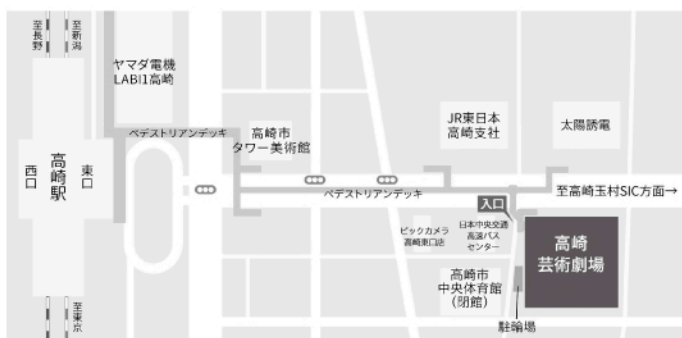 至長野
至新潟
ヤマダ電機
LABI1高崎
ペデストリアンデッキ
高崎市
タワー美術館
JR東日本
高崎支社
太陽誘電
西口
高崎駅
東口
ペデストリアンデッキ
至高崎玉村SIC方面→
入口
ビックカメラ
高崎東口店
日本中央交通
高速バス
センター
高崎
芸術劇場
高崎市
中央体育館
(閉館)
至東京
駐輪場